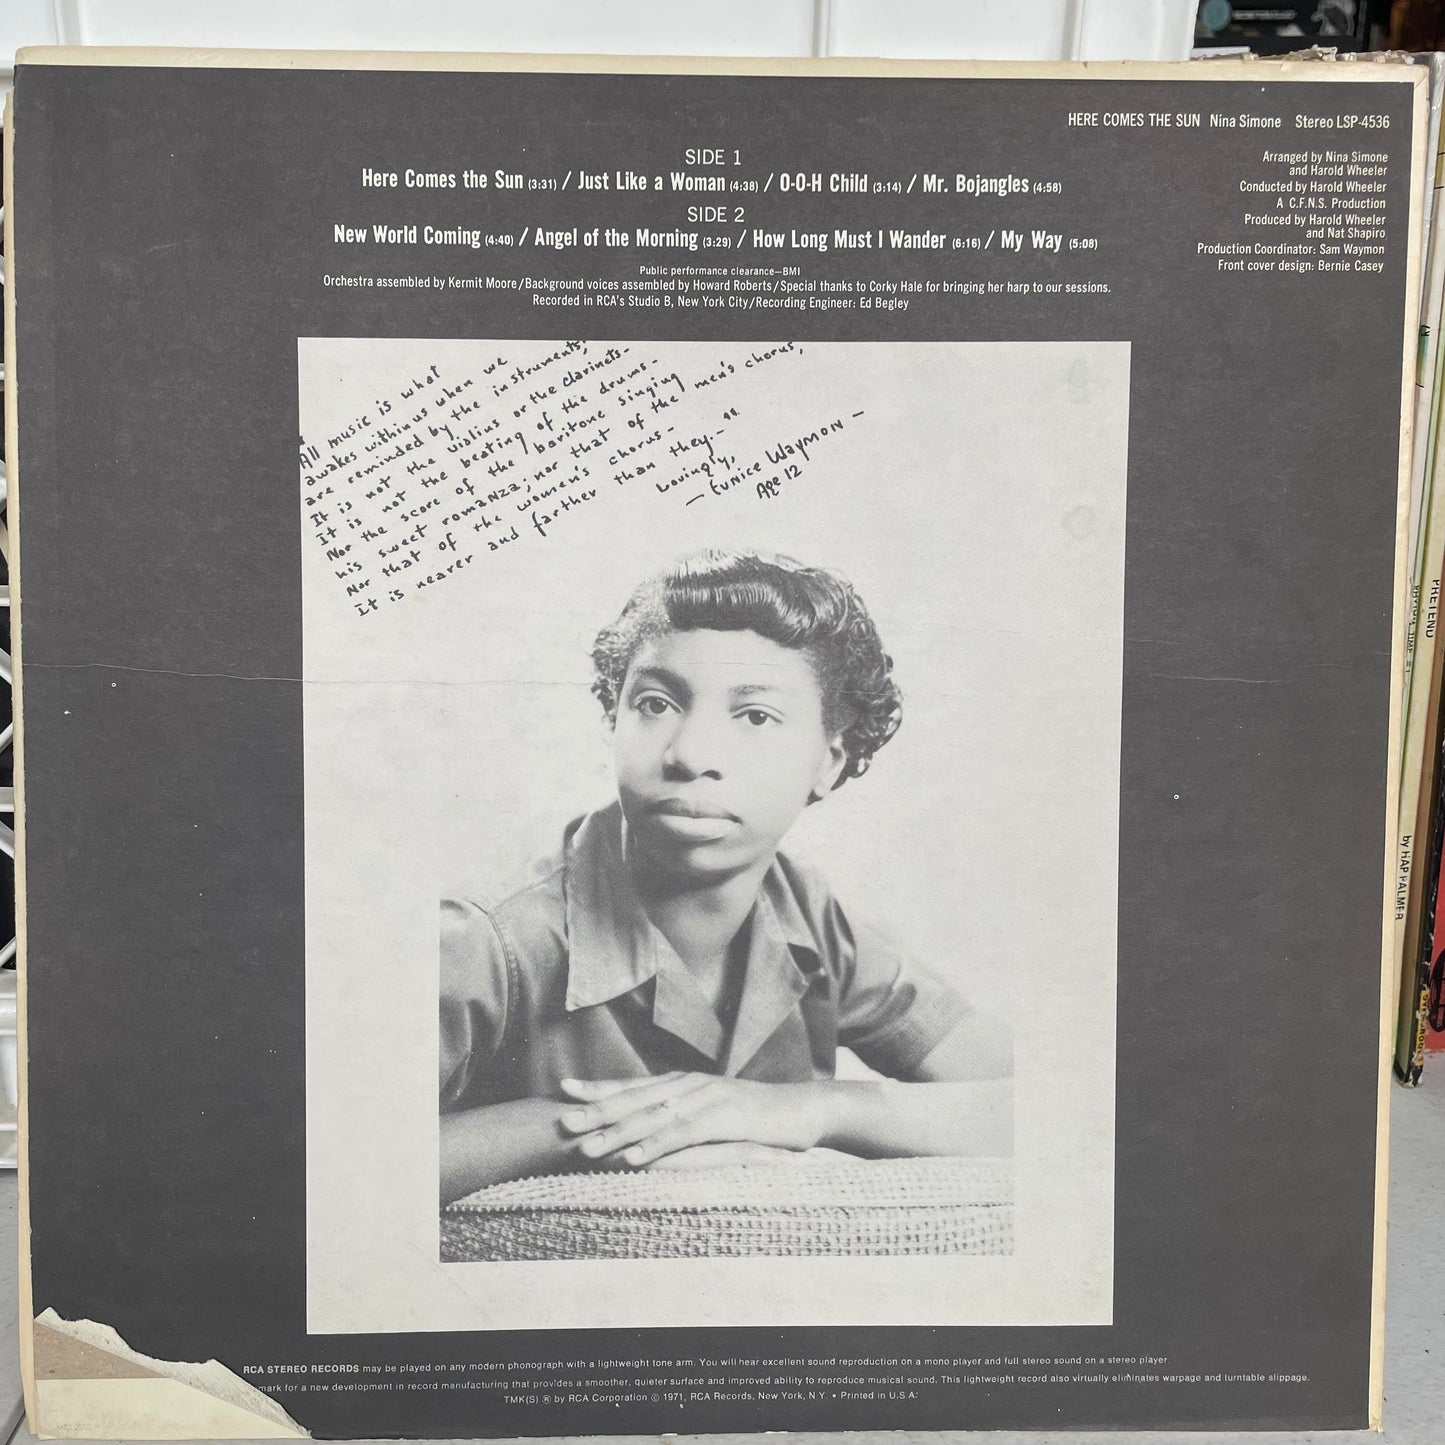 HERE COMES THE SUN Nina Simone Stereo LSP-4536
SIDE 1
Here Comes the Sun (3:31) / Just Like a Woman (4:38) / O-O-H Child (3:14) / Mr. Bojangles (4:58)
SIDE 2
New World Coming (4:40) / Angel of the Morning (3:29) / How Long Must I Wander (6:16) / My Way (5:08)
Public performance clearance—BMI
Orchestra assembled by Kermit Moore/Background voices assembled by Howard Roberts/Special thanks to Corky Hale for bringing her harp to our sessions.
Recorded in RCA's Studio B, New York City/Recording Engineer: Ed Begley
Arranged by Nina Simone
and Harold Wheeler
Conducted by Harold Wheeler
A C.F.N.S. Production
Produced by Harold Wheeler
and Nat Shapiro
Production Coordinator: Sam Waymon
Front cover design: Bernie Casey
"All music is what
awakes within us when we
are reminded by the instruments,
It is not the violins or the clarinets-
It is not the beating of the drums-
Nor the score of the baritone singing
his sweet romanza; nor that of the men's chorus,
Nor that of the women's chorus-
It is nearer and farther than they.-"
Lovingly,
— Eunice Waymon —
Age 12
RCA STEREO RECORDS may be played on any modern phonograph with a lightweight tone arm. You will hear excellent sound reproduction on a mono player and full stereo sound on a stereo player.
mark for a new development in record manufacturing that provides a smoother, quieter surface and improved ability to reproduce musical sound. This lightweight record also virtually eliminates warpage and turntable slippage.
TMK(S) ® by RCA Corporation © 1971, RCA Records, New York, N.Y. • Printed in U.S.A.
PRETEND
by HAP PALMER